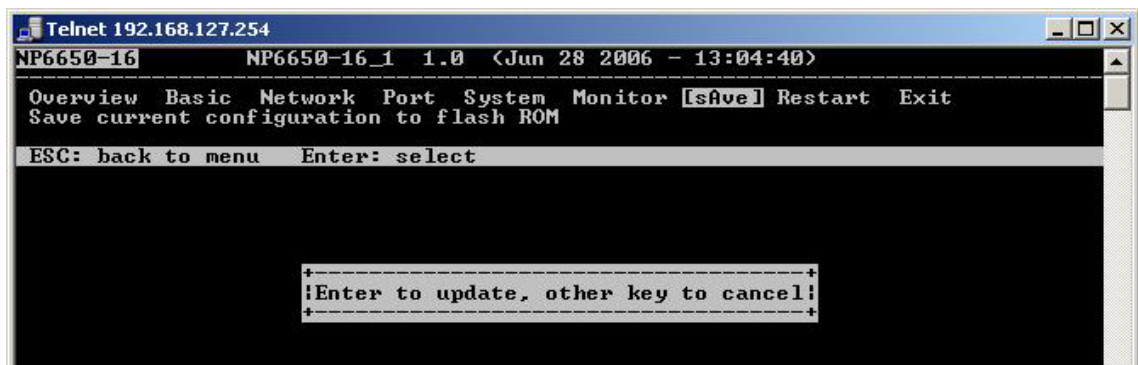 Telnet 192.168.127.254
NP6650-16 NP6650-16_1 1.0 (Jun 28 2006 - 13:04:40)
Overview Basic Network Port System Monitor [sAve] Restart Exit
Save current configuration to flash ROM
ESC: back to menu Enter: select
Enter to update, other key to cancel